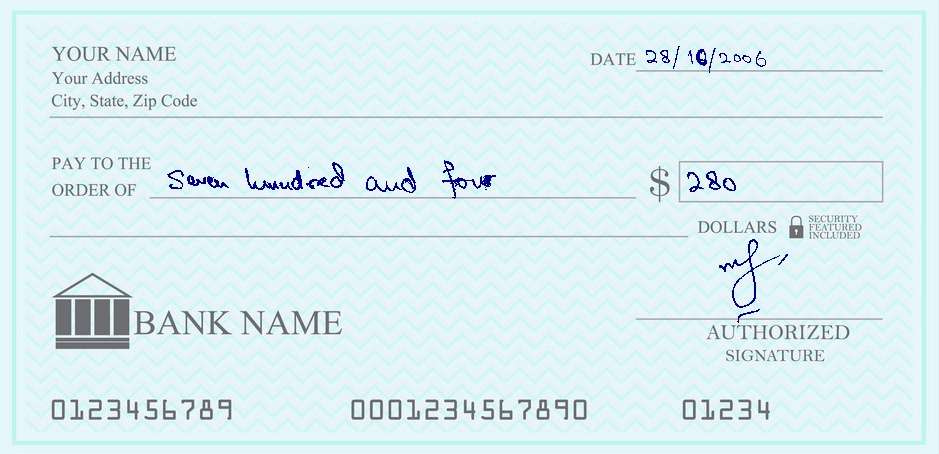 YOUR NAME
Your Address
City, State, Zip Code
DATE 28/10/2006
PAY TO THE
ORDER OF Seven hundred and four $ 280
DOLLARS SECURITY
FEATURED
INCLUDED
BANK NAME
AUTHORIZED
SIGNATURE
0123456789 0001234567890 01234